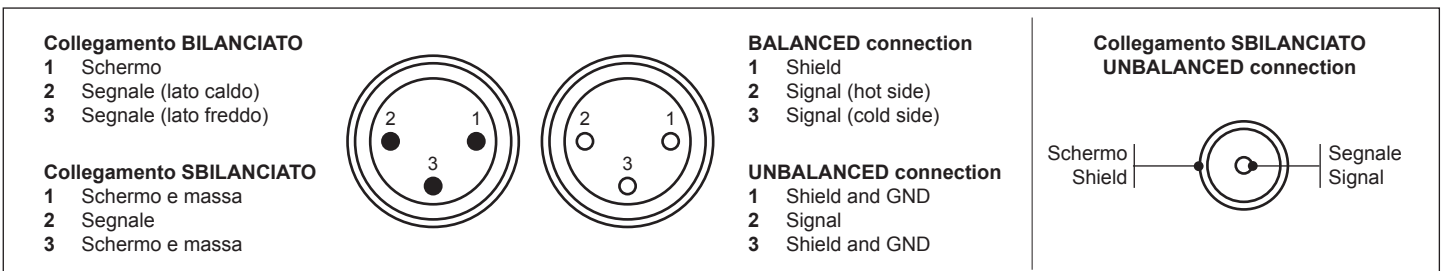 Collegamento BILANCIATO
1 Schermo
2 Segnale (lato caldo)
3 Segnale (lato freddo)
Collegamento SBILANCIATO
1 Schermo e massa
2 Segnale
3 Schermo e massa
2 1
3
2 1
3
BALANCED connection
1 Shield
2 Signal (hot side)
3 Signal (cold side)
UNBALANCED connection
1 Shield and GND
2 Signal
3 Shield and GND
Collegamento SBILANCIATO
UNBALANCED connection
Schermo
Shield
Segnale
Signal